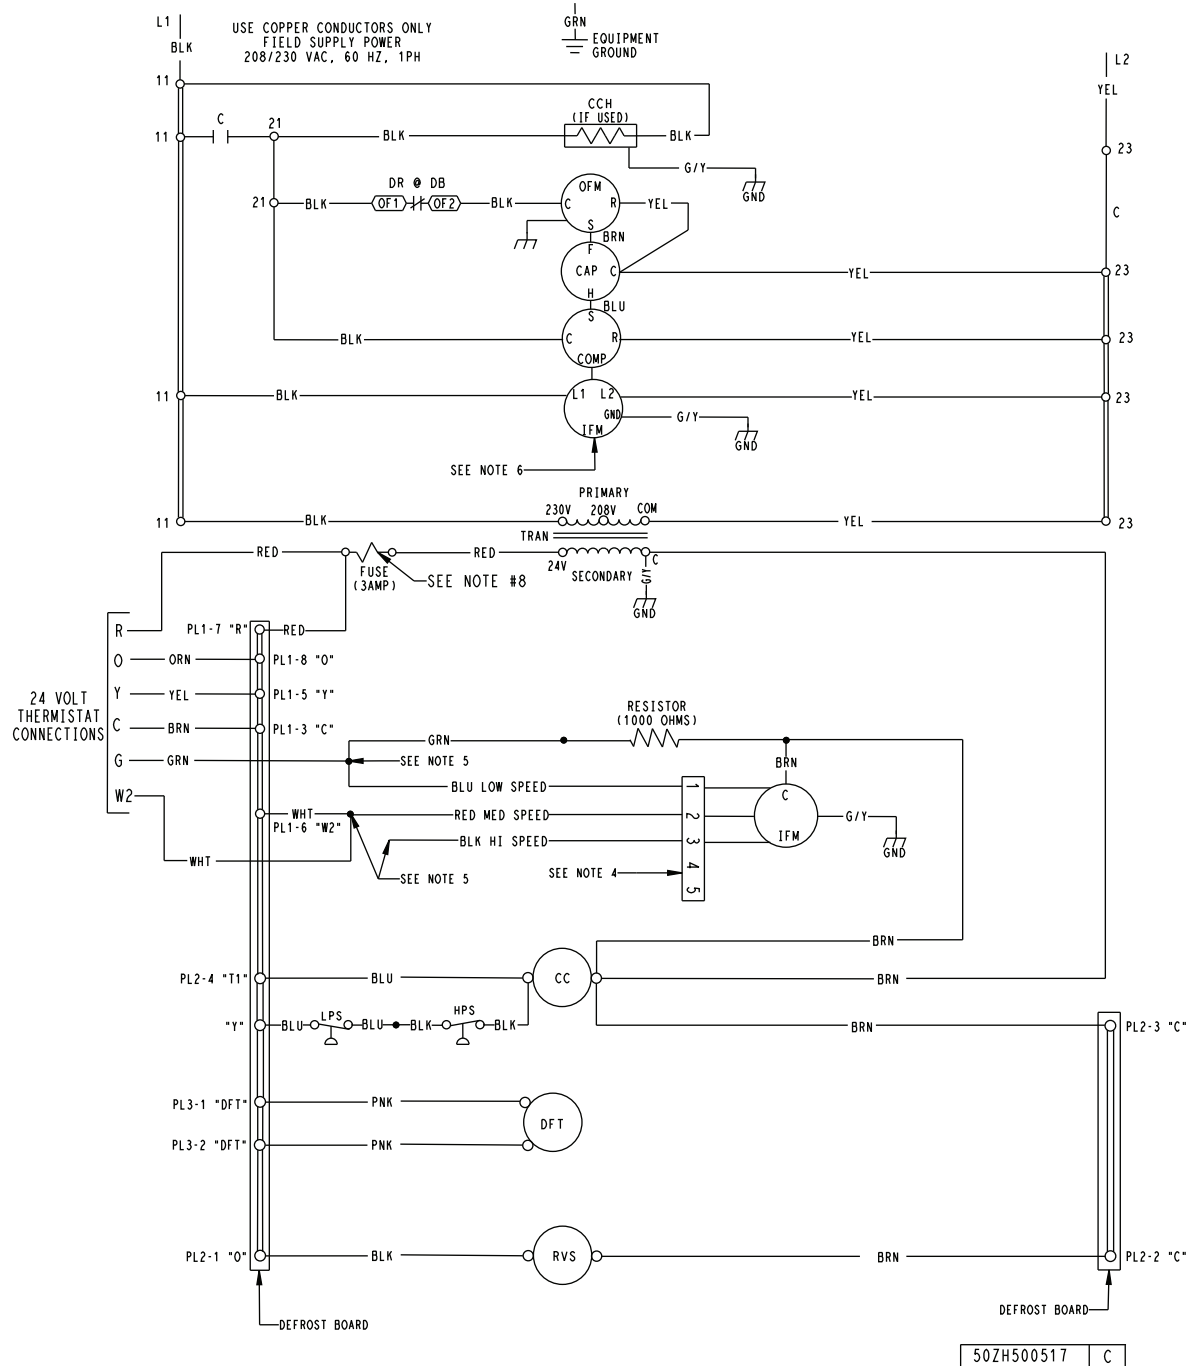 L1
BLK
USE COPPER CONDUCTORS ONLY
FIELD SUPPLY POWER
208/230 VAC, 60 HZ, 1PH
GRN
EQUIPMENT
GROUND
L2
YEL
11
CCH
(IF USED)
11
C
21
BLK
BLK
23
G/Y
GND
DR @ DB
21
BLK
OF1
OF2
BLK
OFM
C
R
S
YEL
C
BRN
F
CAP
C
H
YEL
23
BLU
S
BLK
C
R
COMP
YEL
23
11
BLK
L1
L2
GND
IFM
YEL
23
G/Y
GND
SEE NOTE 6
PRIMARY
230V
208V
COM
11
BLK
YEL
23
TRAN
RED
RED
FUSE
(3AMP)
SEE NOTE #8
24V
SECONDARY
C
G/Y
GND
24 VOLT
THERMISTAT
CONNECTIONS
R
PL1-7 "R"
RED
O
ORN
PL1-8 "O"
Y
YEL
PL1-5 "Y"
C
BRN
PL1-3 "C"
RESISTOR
(1000 OHMS)
GRN
G
GRN
SEE NOTE 5
BRN
BLU LOW SPEED
1
C
W2
WHT
PL1-6 "W2"
RED MED SPEED
2
IFM
G/Y
GND
BLK HI SPEED
3
WHT
SEE NOTE 5
SEE NOTE 4
4
5
BRN
PL2-4 "T1"
BLU
CC
BRN
"Y"
BLU
LPS
BLU
BLK
HPS
BLK
BRN
PL2-3 "C"
PL3-1 "DFT"
PNK
DFT
PL3-2 "DFT"
PNK
PL2-1 "O"
BLK
RVS
BRN
PL2-2 "C"
DEFROST BOARD
DEFROST BOARD
50ZH500517
C